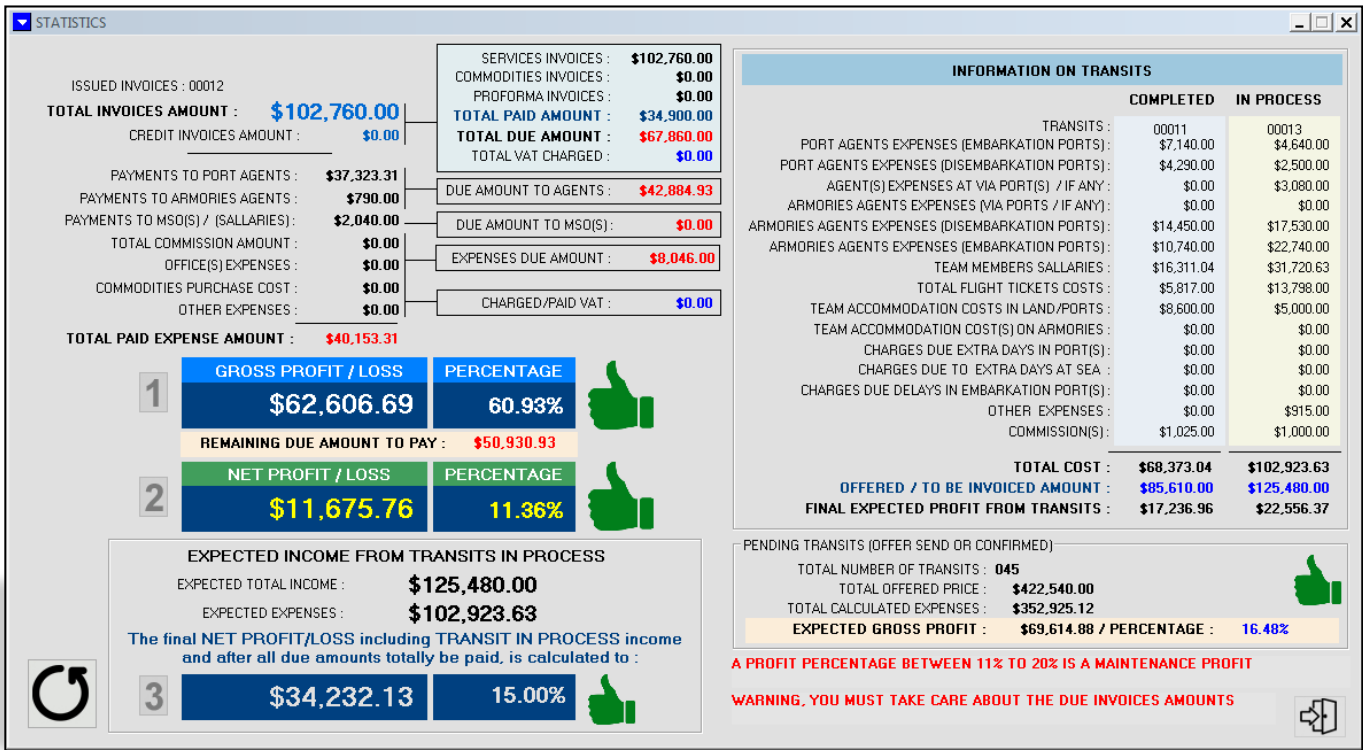 STATISTICS
ISSUED INVOICES : 00012
TOTAL INVOICES AMOUNT : $102,760.00
CREDIT INVOICES AMOUNT : $0.00
PAYMENTS TO PORT AGENTS : $37,323.31
PAYMENTS TO ARMORIES AGENTS : $790.00
PAYMENTS TO MSO(S) / (SALLARIES) : $2,040.00
TOTAL COMMISSION AMOUNT : $0.00
OFFICE(S) EXPENSES : $0.00
COMMODITIES PURCHASE COST : $0.00
OTHER EXPENSES : $0.00
TOTAL PAID EXPENSE AMOUNT : $40,153.31
SERVICES INVOICES : $102,760.00
COMMODITIES INVOICES : $0.00
PROFORMA INVOICES : $0.00
TOTAL PAID AMOUNT : $34,900.00
TOTAL DUE AMOUNT : $67,860.00
TOTAL VAT CHARGED : $0.00
DUE AMOUNT TO AGENTS : $42,884.93
DUE AMOUNT TO MSO(S) : $0.00
EXPENSES DUE AMOUNT : $8,046.00
CHARGED/PAID VAT : $0.00
GROSS PROFIT / LOSS PERCENTAGE
1 $62,606.69 60.93%
REMAINING DUE AMOUNT TO PAY : $50,930.93
NET PROFIT / LOSS PERCENTAGE
2 $11,675.76 11.36%
EXPECTED INCOME FROM TRANSITS IN PROCESS
EXPECTED TOTAL INCOME : $125,480.00
EXPECTED EXPENSES : $102,923.63
The final NET PROFIT/LOSS including TRANSIT IN PROCESS income
and after all due amounts totally be paid, is calculated to :
3 $34,232.13 15.00%
INFORMATION ON TRANSITS
COMPLETED IN PROCESS
TRANSITS : 00011 00013
PORT AGENTS EXPENSES (EMBARKATION PORTS) : $7,140.00 $4,640.00
PORT AGENTS EXPENSES (DISEMBARKATION PORTS) : $4,290.00 $2,500.00
AGENT(S) EXPENSES AT VIA PORT(S) / IF ANY : $0.00 $3,080.00
ARMORIES AGENTS EXPENSES (VIA PORTS / IF ANY) : $0.00 $0.00
ARMORIES AGENTS EXPENSES (DISEMBARKATION PORTS) : $14,450.00 $17,530.00
ARMORIES AGENTS EXPENSES (EMBARKATION PORTS) : $10,740.00 $22,740.00
TEAM MEMBERS SALLARIES : $16,311.04 $31,720.63
TOTAL FLIGHT TICKETS COSTS : $5,817.00 $13,798.00
TEAM ACCOMMODATION COSTS IN LAND/PORTS : $8,600.00 $5,000.00
TEAM ACCOMMODATION COST(S) ON ARMORIES : $0.00 $0.00
CHARGES DUE EXTRA DAYS IN PORT(S) : $0.00 $0.00
CHARGES DUE TO EXTRA DAYS AT SEA : $0.00 $0.00
CHARGES DUE DELAYS IN EMBARKATION PORT(S) : $0.00 $0.00
OTHER EXPENSES : $0.00 $915.00
COMMISSION(S) : $1,025.00 $1,000.00
TOTAL COST : $68,373.04 $102,923.63
OFFERED / TO BE INVOICED AMOUNT : $85,610.00 $125,480.00
FINAL EXPECTED PROFIT FROM TRANSITS : $17,236.96 $22,556.37
PENDING TRANSITS (OFFER SEND OR CONFIRMED)
TOTAL NUMBER OF TRANSITS : 045
TOTAL OFFERED PRICE : $422,540.00
TOTAL CALCULATED EXPENSES : $352,925.12
EXPECTED GROSS PROFIT : $69,614.88 / PERCENTAGE : 16.48%
A PROFIT PERCENTAGE BETWEEN 11% TO 20% IS A MAINTENANCE PROFIT
WARNING, YOU MUST TAKE CARE ABOUT THE DUE INVOICES AMOUNTS